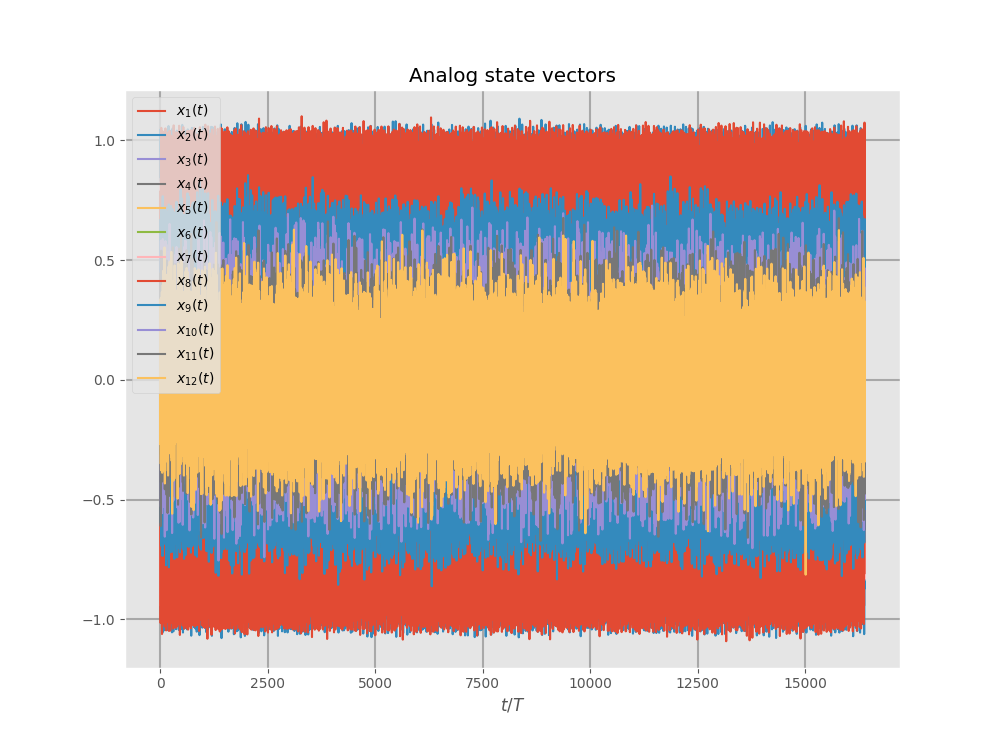 Analog state vectors
x₁(t)
x₂(t)
x₃(t)
x₄(t)
x₅(t)
x₆(t)
x₇(t)
x₈(t)
x₉(t)
x₁₀(t)
x₁₁(t)
x₁₂(t)
1.0
0.5
0.0
−0.5
−1.0
0 2500 5000 7500 10000 12500 15000
t/T